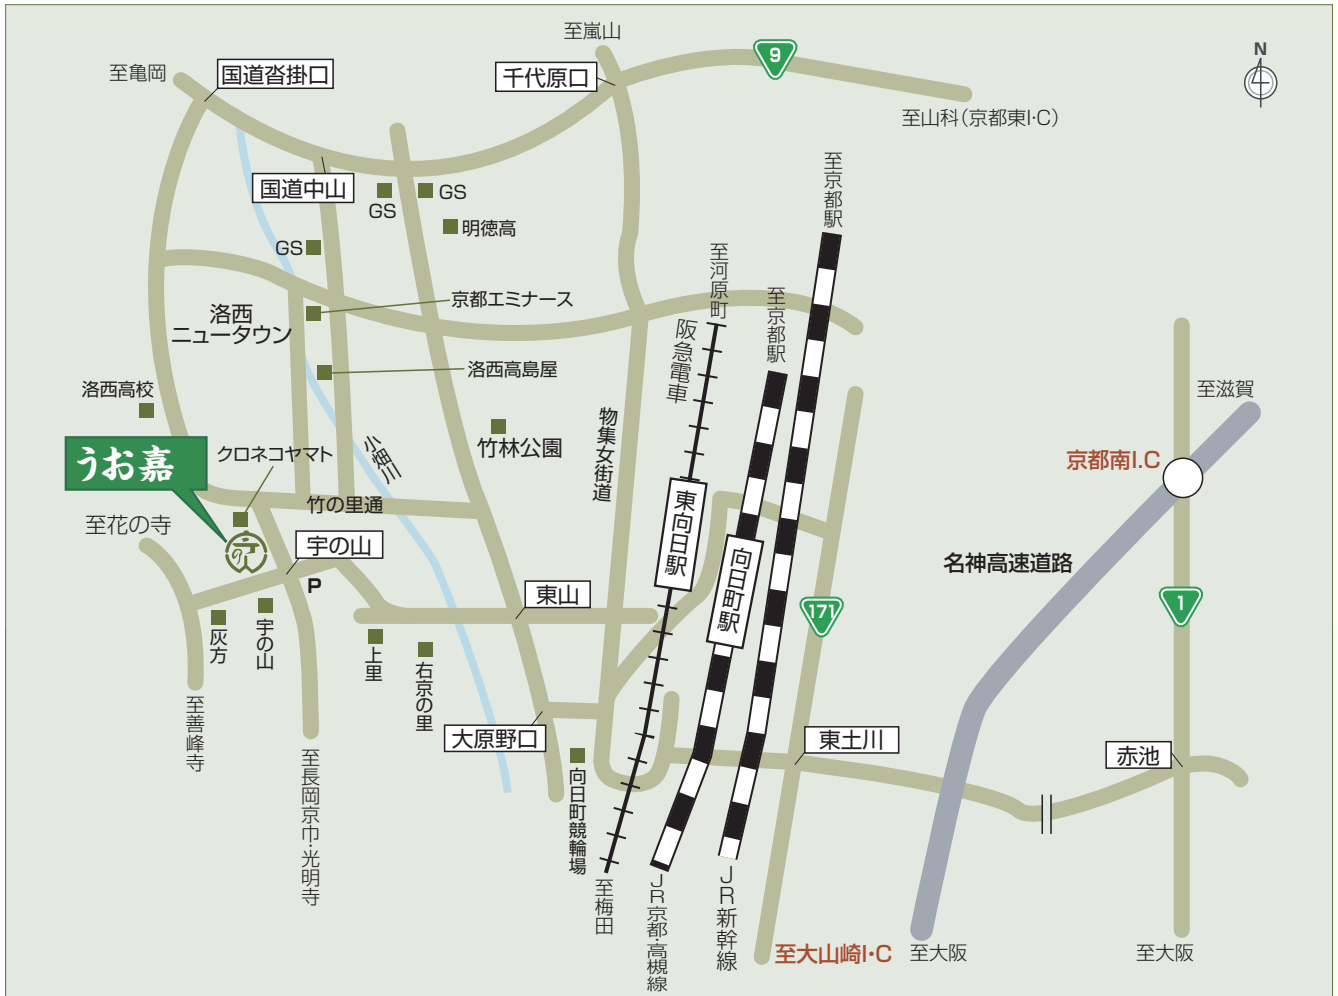 至嵐山
至亀岡
国道沓掛口
千代原口
9
N
至山科(京都東I・C)
国道中山
GS
GS
明徳高
至京都駅
GS
至河原町
洛西
ニュータウン
京都エミナース
至京都駅
阪急電車
洛西高島屋
洛西高校
至滋賀
竹林公園
物集女街道
小畑川
うお嘉
クロネコヤマト
京都南I.C
竹の里通
至花の寺
宇の山
東向日駅
向日町駅
名神高速道路
P
東山
171
1
灰方
宇の山
上里
右京の里
至善峰寺
大原野口
東土川
赤池
至長岡京巾・光明寺
向日町競輪場
至梅田
JR京都・高槻線
JR新幹線
至大山崎I・C
至大阪
至大阪